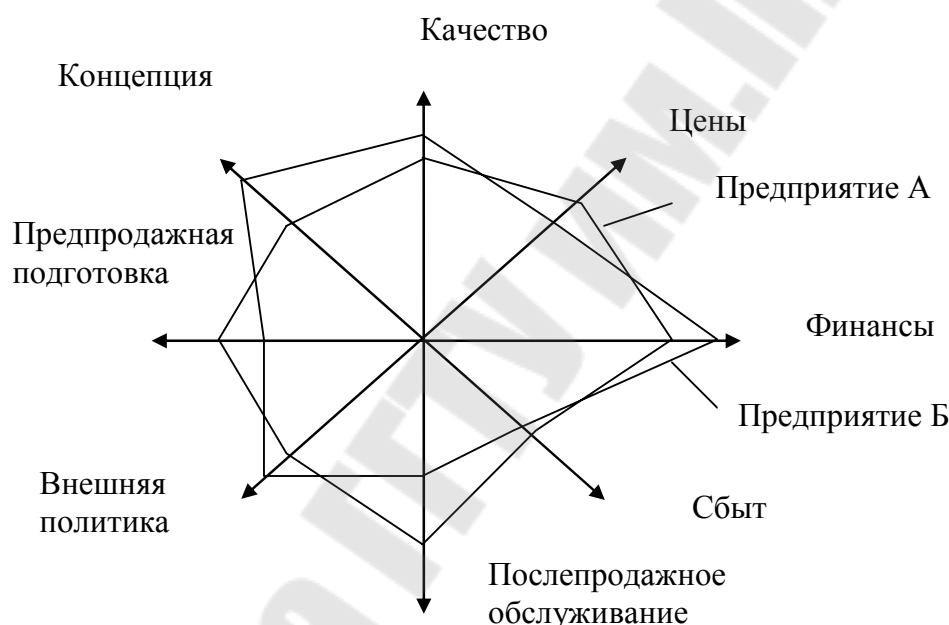 Качество
Концепция
Цены
Предприятие А
Предпродажная
подготовка
Финансы
Предприятие Б
Внешняя
политика
Сбыт
Послепродажное
обслуживание